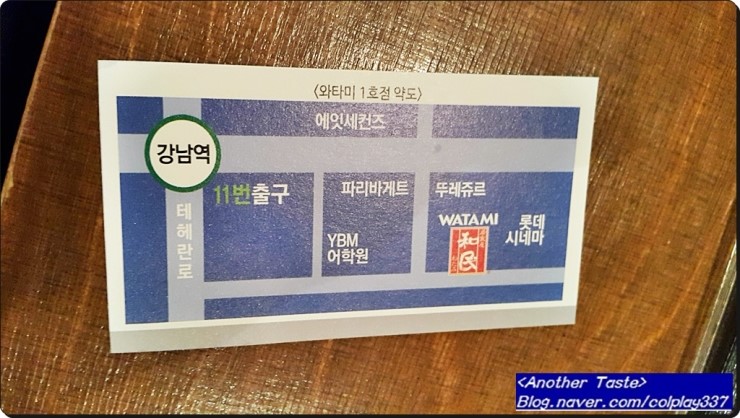 <와타미 1호점 약도>
에잇세컨즈
강남역
11번출구
파리바게트
뚜레쥬르
테헤란로
YBM
어학원
WATAMI
和民
롯데
시네마
<Another Taste>
Blog.naver.com/colplay337